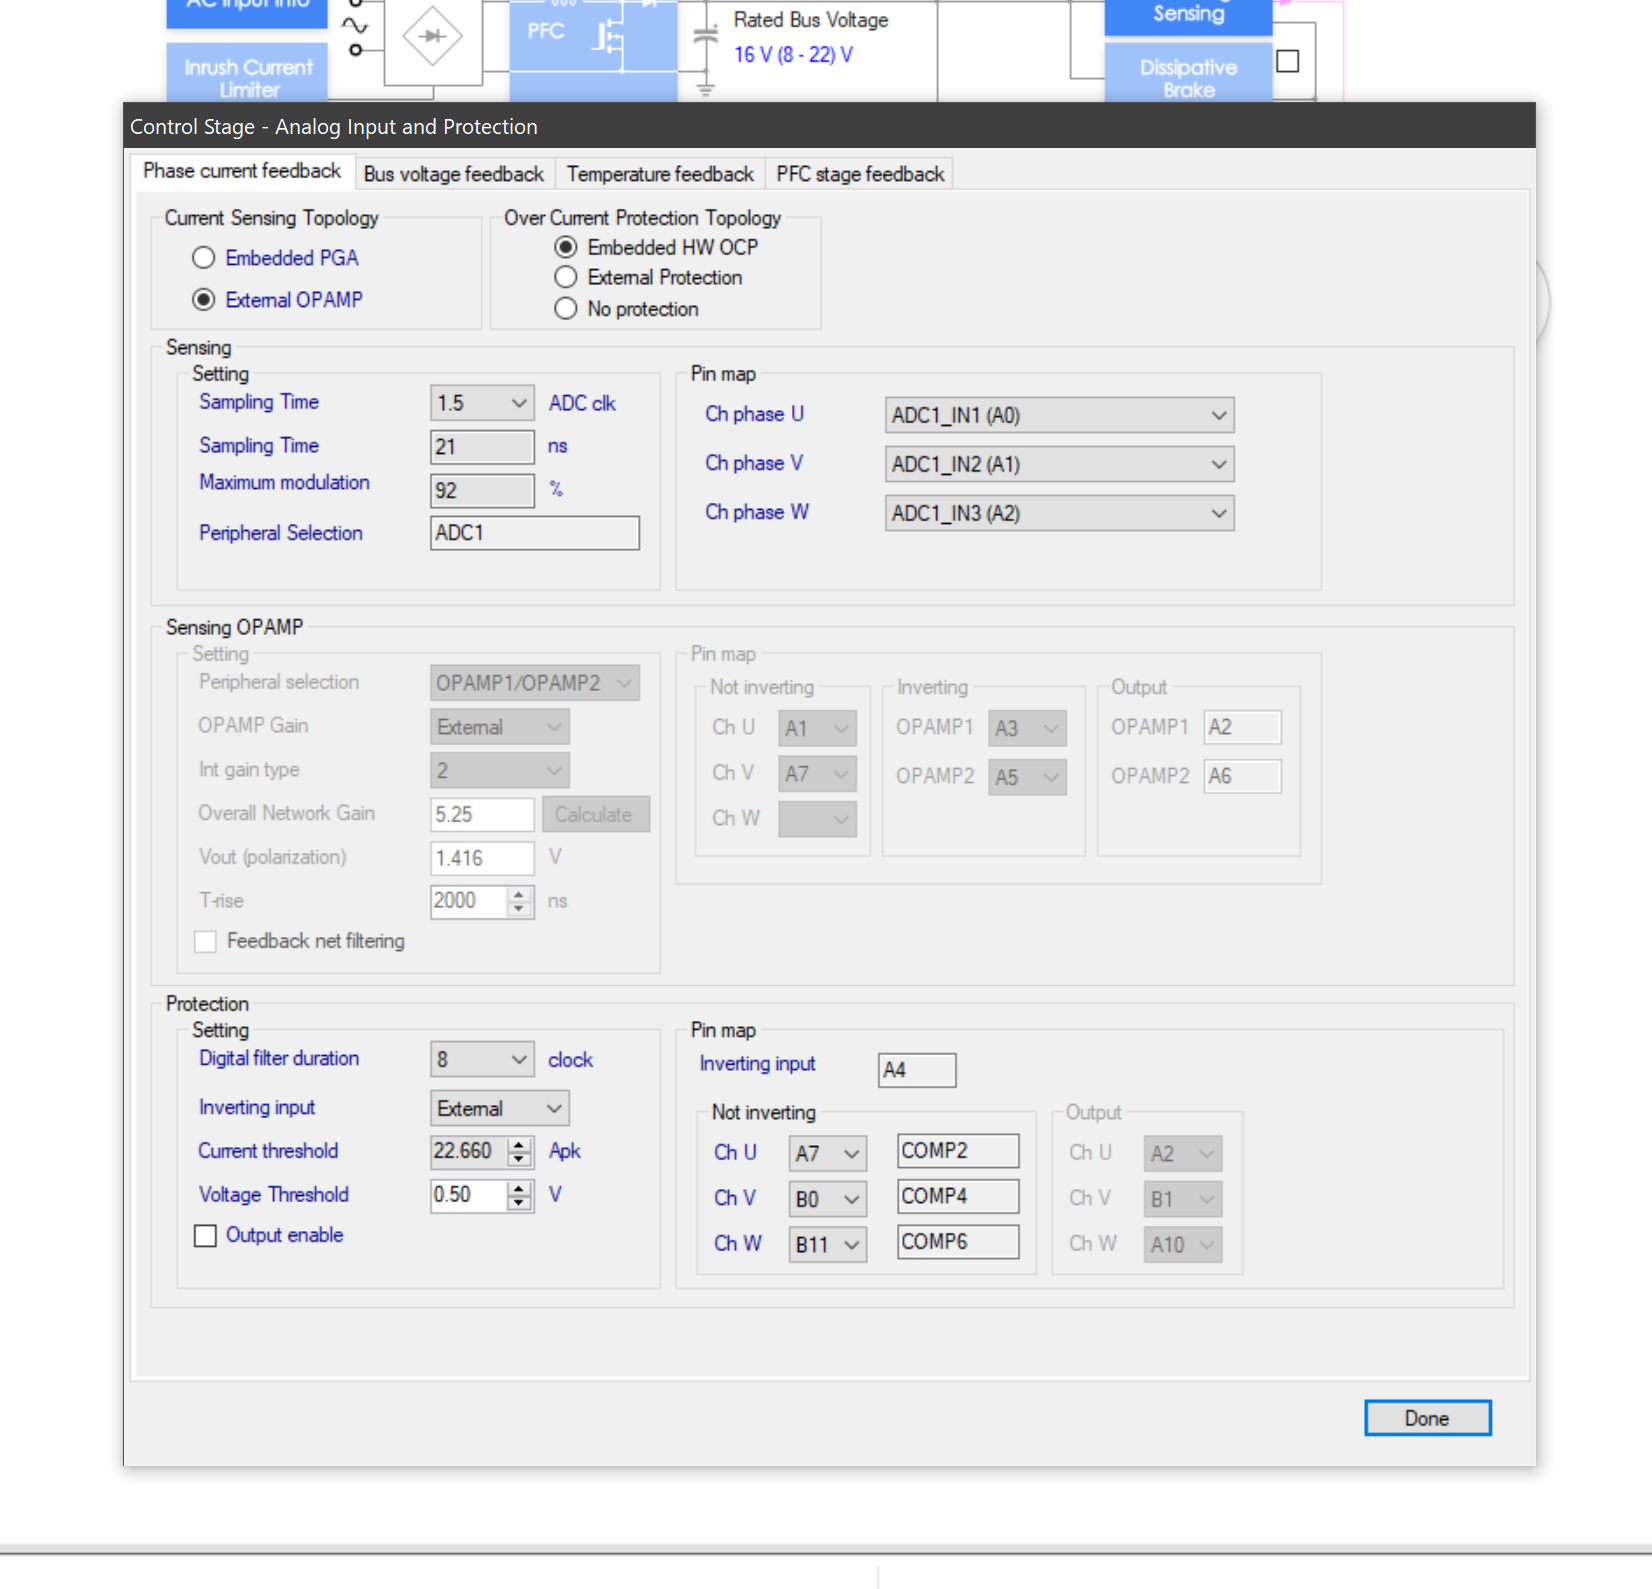 AC Input Info
Inrush Current
Limiter
PFC
Rated Bus Voltage
16 V (8 - 22) V
Sensing
Dissipative
Brake
Control Stage - Analog Input and Protection
Phase current feedback
Bus voltage feedback
Temperature feedback
PFC stage feedback
Current Sensing Topology
Embedded PGA
External OPAMP
Over Current Protection Topology
Embedded HW OCP
External Protection
No protection
Sensing
Setting
Sampling Time 1.5 ADC clk
Sampling Time 21 ns
Maximum modulation 92 %
Peripheral Selection ADC1
Pin map
Ch phase U ADC1_IN1 (A0)
Ch phase V ADC1_IN2 (A1)
Ch phase W ADC1_IN3 (A2)
Sensing OPAMP
Setting
Peripheral selection OPAMP1/OPAMP2
OPAMP Gain External
Int gain type 2
Overall Network Gain 5.25 Calculate
Vout (polarization) 1.416 V
T-rise 2000 ns
Feedback net filtering
Pin map
Not inverting
Ch U A1
Ch V A7
Ch W
Inverting
OPAMP1 A3
OPAMP2 A5
Output
OPAMP1 A2
OPAMP2 A6
Protection
Setting
Digital filter duration 8 clock
Inverting input External
Current threshold 22.660 Apk
Voltage Threshold 0.50 V
Output enable
Pin map
Inverting input A4
Not inverting
Ch U A7 COMP2
Ch V B0 COMP4
Ch W B11 COMP6
Output
Ch U A2
Ch V B1
Ch W A10
Done